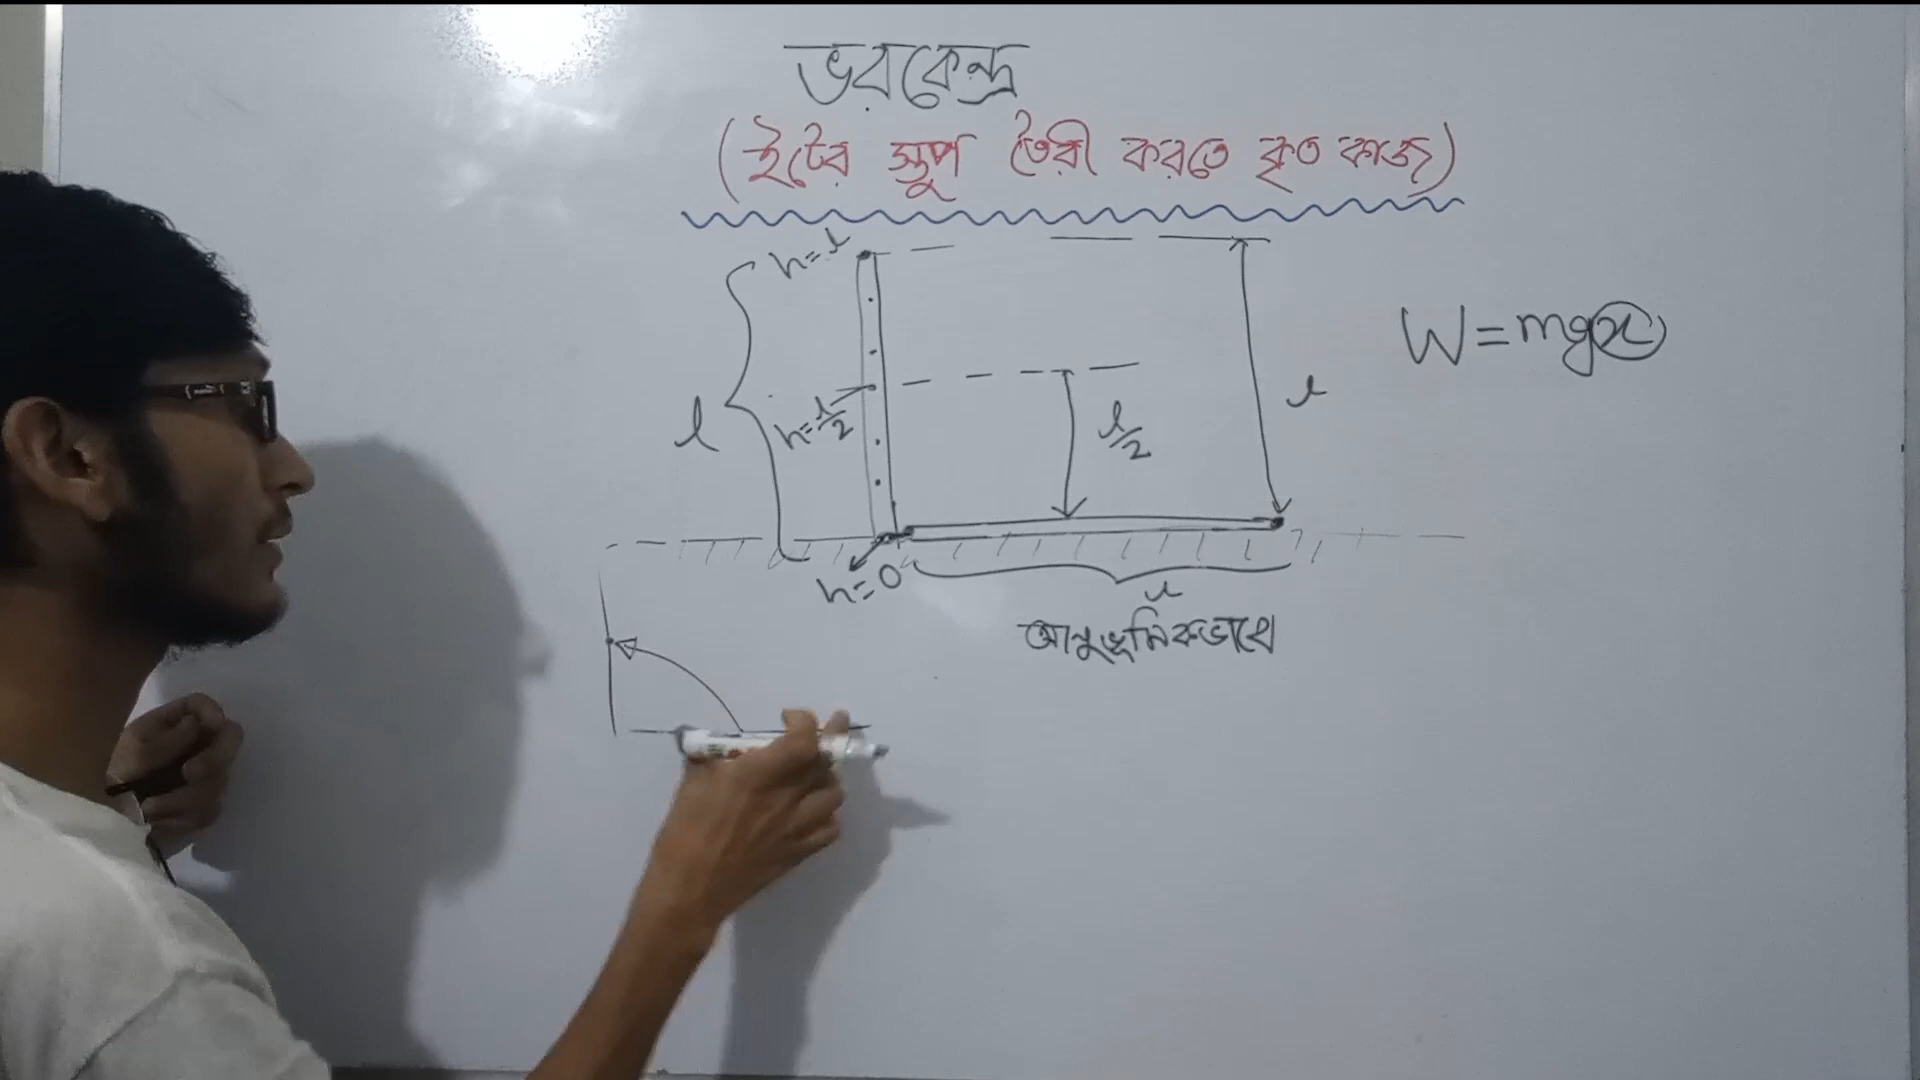 ভরকেন্দ্র
(ইটের স্তুপ তৈরী করতে কৃত কাজ)
h=l
W=mgx
l
h=l/2
l/2
l
h=0
l
আনুভূমিকভাবে